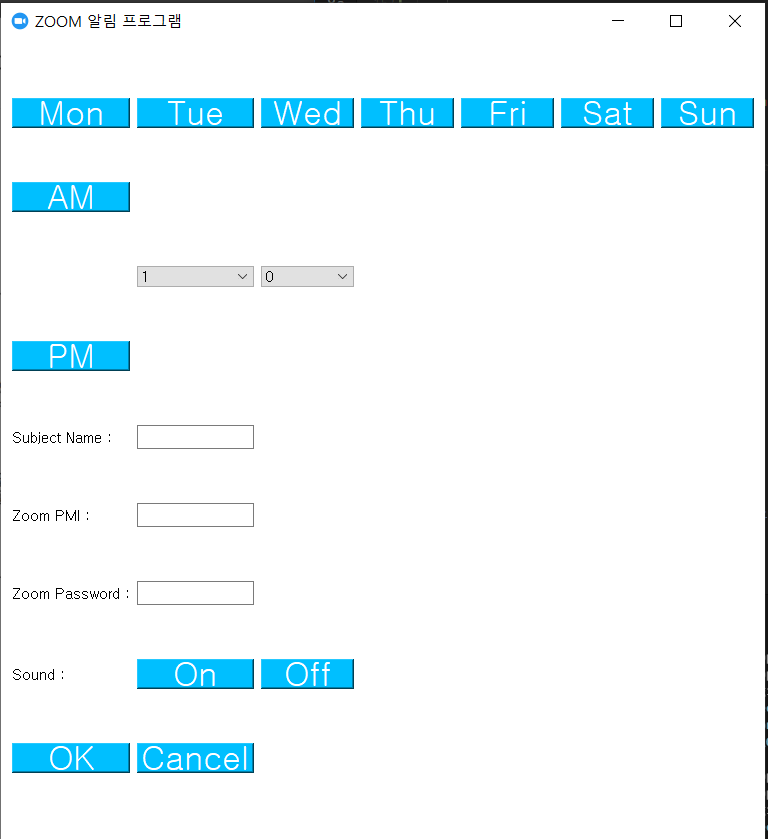 ZOOM 알림 프로그램
Mon Tue Wed Thu Fri Sat Sun
AM
1 0
PM
Subject Name :
Zoom PMI :
Zoom Password :
Sound : On Off
OK Cancel